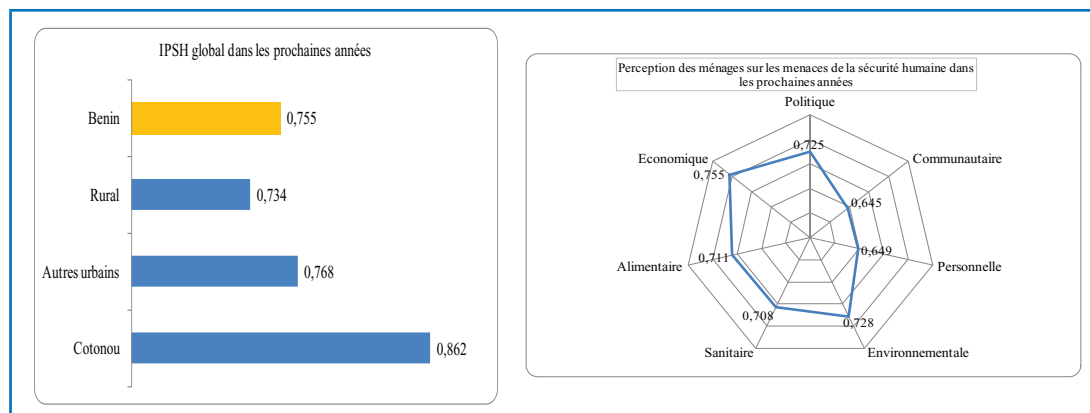 IPSH global dans les prochaines années
Benin
0,755
Rural
0,734
Autres urbains
0,768
Cotonou
0,862
Perception des ménages sur les menaces de la sécurité humaine dans
les prochaines années
Politique
0,725
Communautaire
0,645
Personnelle
0,649
Environnementale
0,728
Sanitaire
0,708
Alimentaire
0,711
Economique
0,755